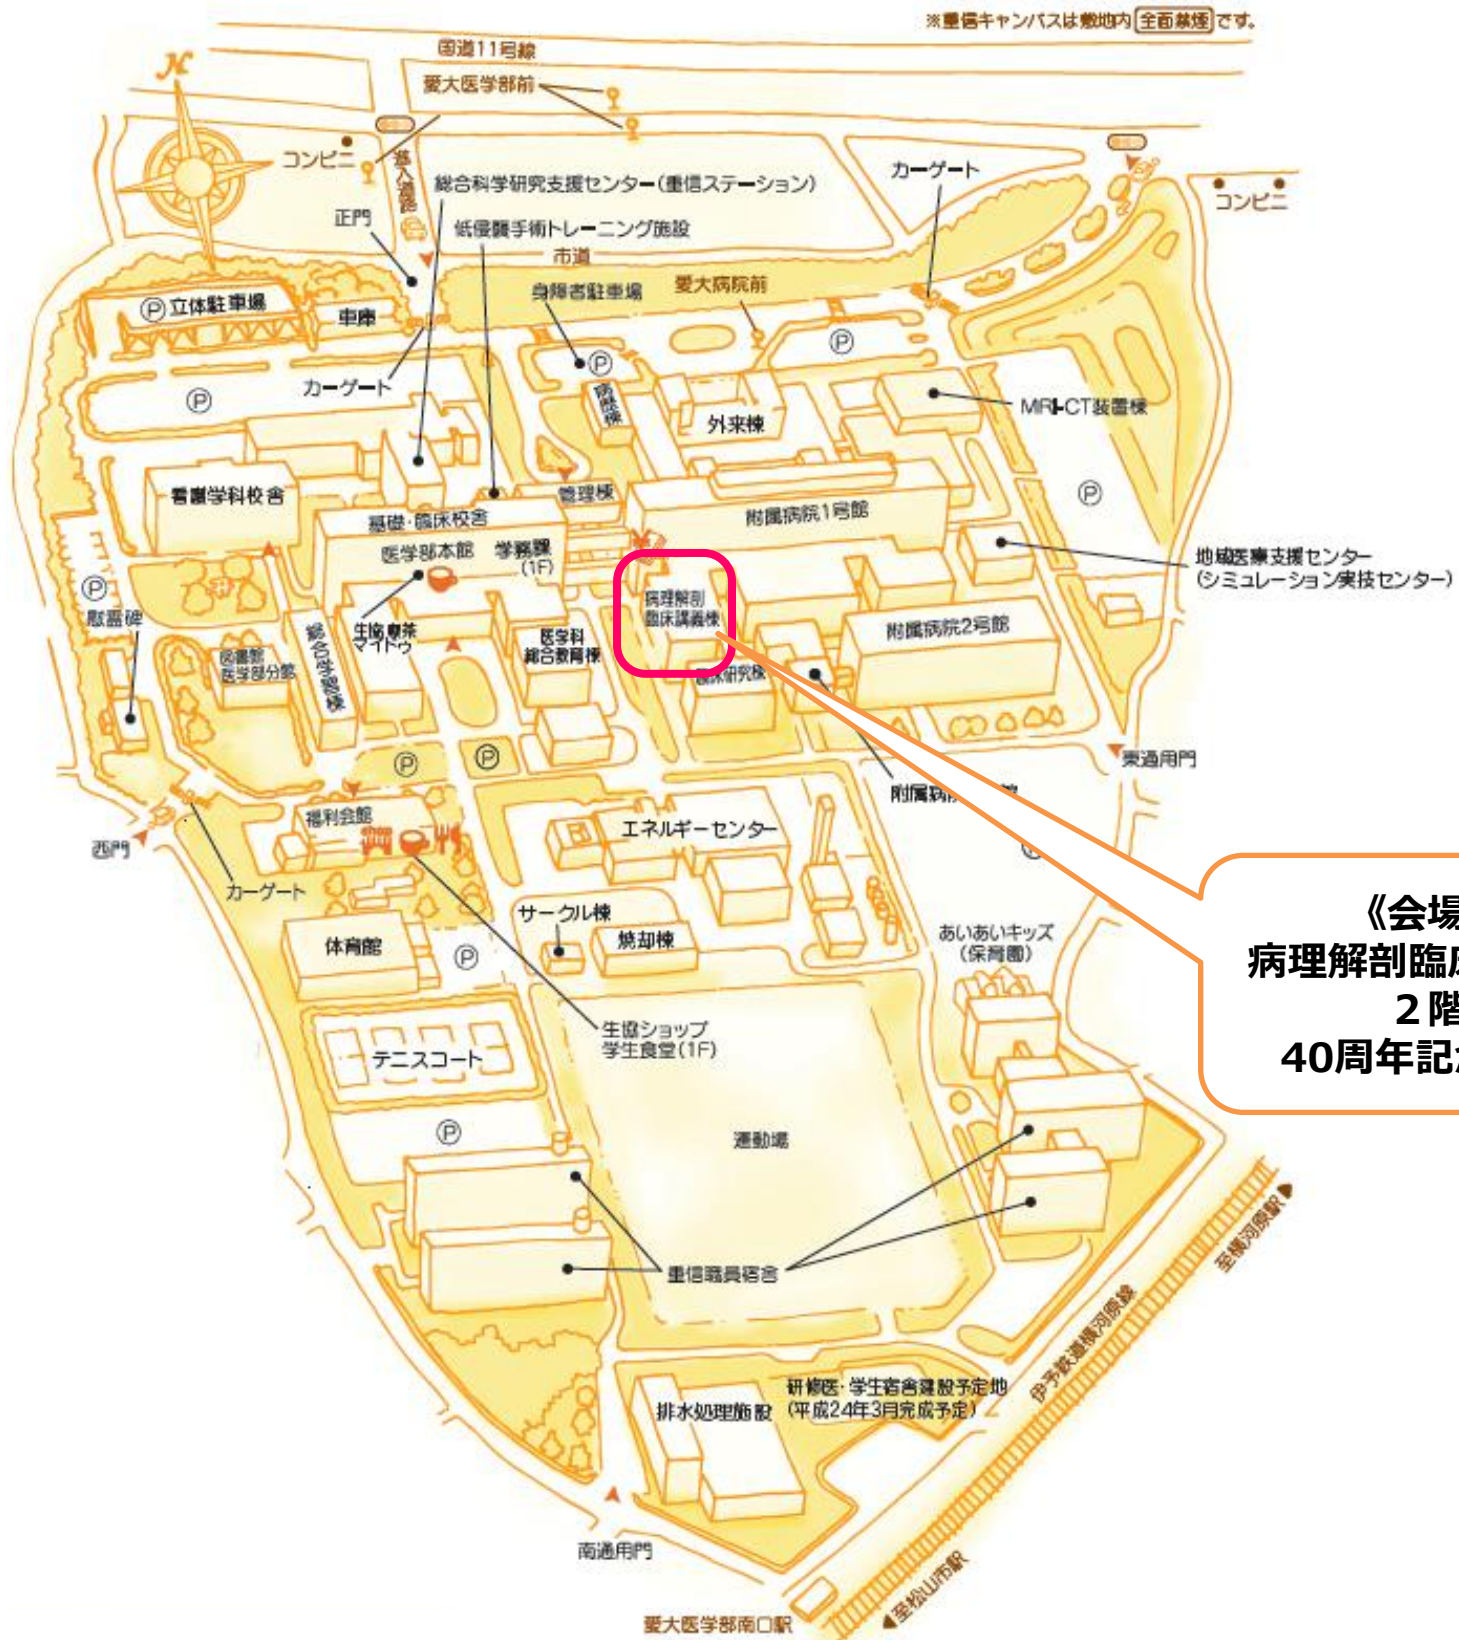 ※重信キャンパスは敷地内全面禁煙です。
国道11号線
愛大医学部前
N
コンビニ
進入道路
総合科学研究支援センター(重信ステーション)
カーゲート
コンビニ
正門
低侵襲手術トレーニング施設
市道
身障者駐車場
愛大病院前
P立体駐車場
車庫
P
P
カーゲート
P
病歴棟
外来棟
MRI-CT装置棟
看護学科校舎
管理棟
P
基礎・臨床校舎
附属病院1号館
医学部本館
学務課
(1F)
地域医療支援センター
(シミュレーション実技センター)
P
慰霊碑
病理解剖
臨床講義棟
生協喫茶
マイトゥ
医学科
総合教育棟
附属病院2号館
図書館
医学部分館
臨床研究棟
P
P
東通用門
附属病
福利会館
shop
エネルギーセンター
西門
カーゲート
サークル棟
体育館
P
焼却棟
あいあいキッズ
(保育園)
《会場
病理解剖臨床
2階
40周年記念
生協ショップ
学生食堂(1F)
テニスコート
P
運動場
重信職員宿舎
至横河原駅
伊予鉄道横河原線
研修医・学生宿舎建設予定地
(平成24年3月完成予定)
排水処理施設
南通用門
至松山市駅
愛大医学部南口駅